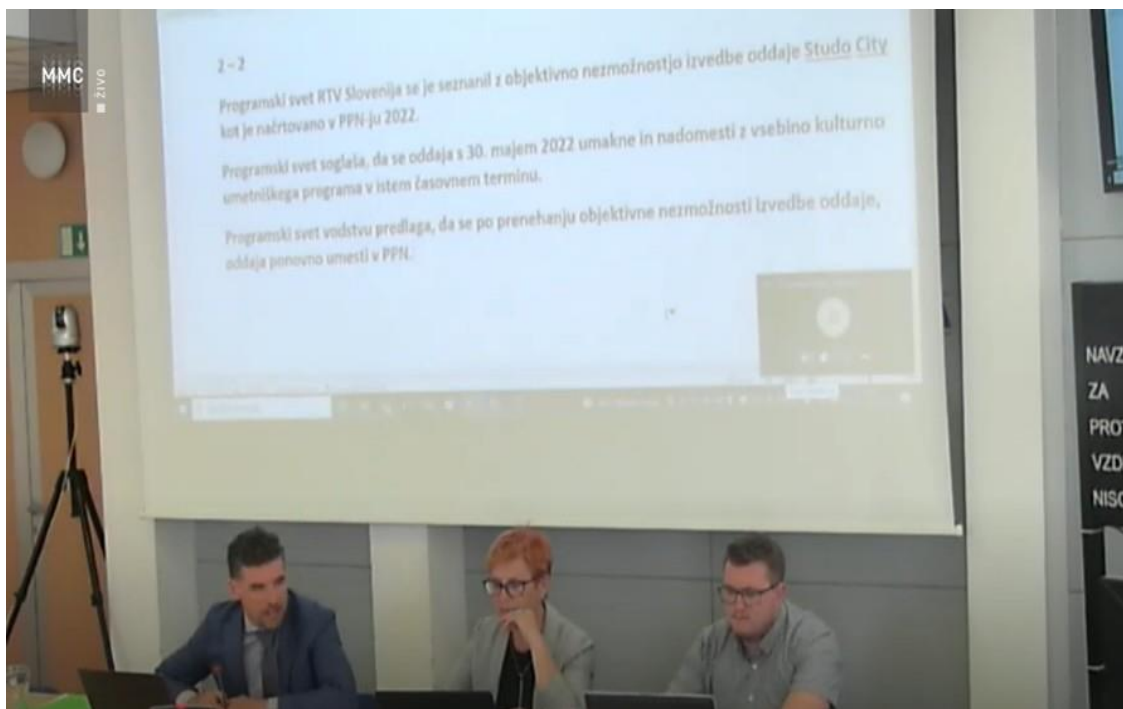 MMC
ŽIVO
2 – 2
Programski svet RTV Slovenija se je seznanil z objektivno nezmožnostjo izvedbe oddaje Studo City
kot je načrtovano v PPN-ju 2022.
Programski svet soglaša, da se oddaja s 30. majem 2022 umakne in nadomesti z vsebino kulturno
umetniškega programa v istem časovnem terminu.
Programski svet vodstvu predlaga, da se po prenehanju objektivne nezmožnosti izvedbe oddaje,
oddaja ponovno umesti v PPN.
NAVZ
ZA
PROT
VZD
NISO